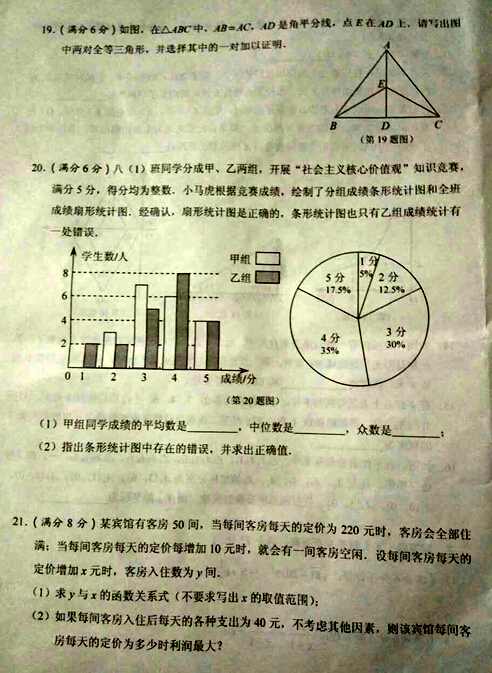 19. (满分6分) 如图, 在△ABC中, AB=AC, AD是角平分线, 点E在AD上, 请写出图
中两对全等三角形, 并选择其中的一对加以证明.
A
E
B D C
(第19题图)
20. (满分6分) 八(1)班同学分成甲、乙两组, 开展“社会主义核心价值观”知识竞赛,
满分5分, 得分均为整数. 小马虎根据竞赛成绩, 绘制了分组成绩条形统计图和全班
成绩扇形统计图. 经确认, 扇形统计图是正确的, 条形统计图也只有乙组成绩统计有
一处错误.
学生数/人
甲组
乙组
8
6
4
2
0 1 2 3 4 5 成绩/分
1分
5%
2分
12.5%
3分
30%
4分
35%
5分
17.5%
(第20题图)
(1) 甲组同学成绩的平均数是________, 中位数是________, 众数是________;
(2) 指出条形统计图中存在的错误, 并求出正确值.
21. (满分8分) 某宾馆有客房50间, 当每间客房每天的定价为220元时, 客房会全部住
满; 当每间客房每天的定价每增加10元时, 就会有一间客房空闲. 设每间客房每天的
定价增加x元时, 客房入住数为y间.
(1) 求y与x的函数关系式 (不要求写出x的取值范围);
(2) 如果每间客房入住后每天的各种支出为40元, 不考虑其他因素, 则该宾馆每间客
房每天的定价为多少时利润最大?